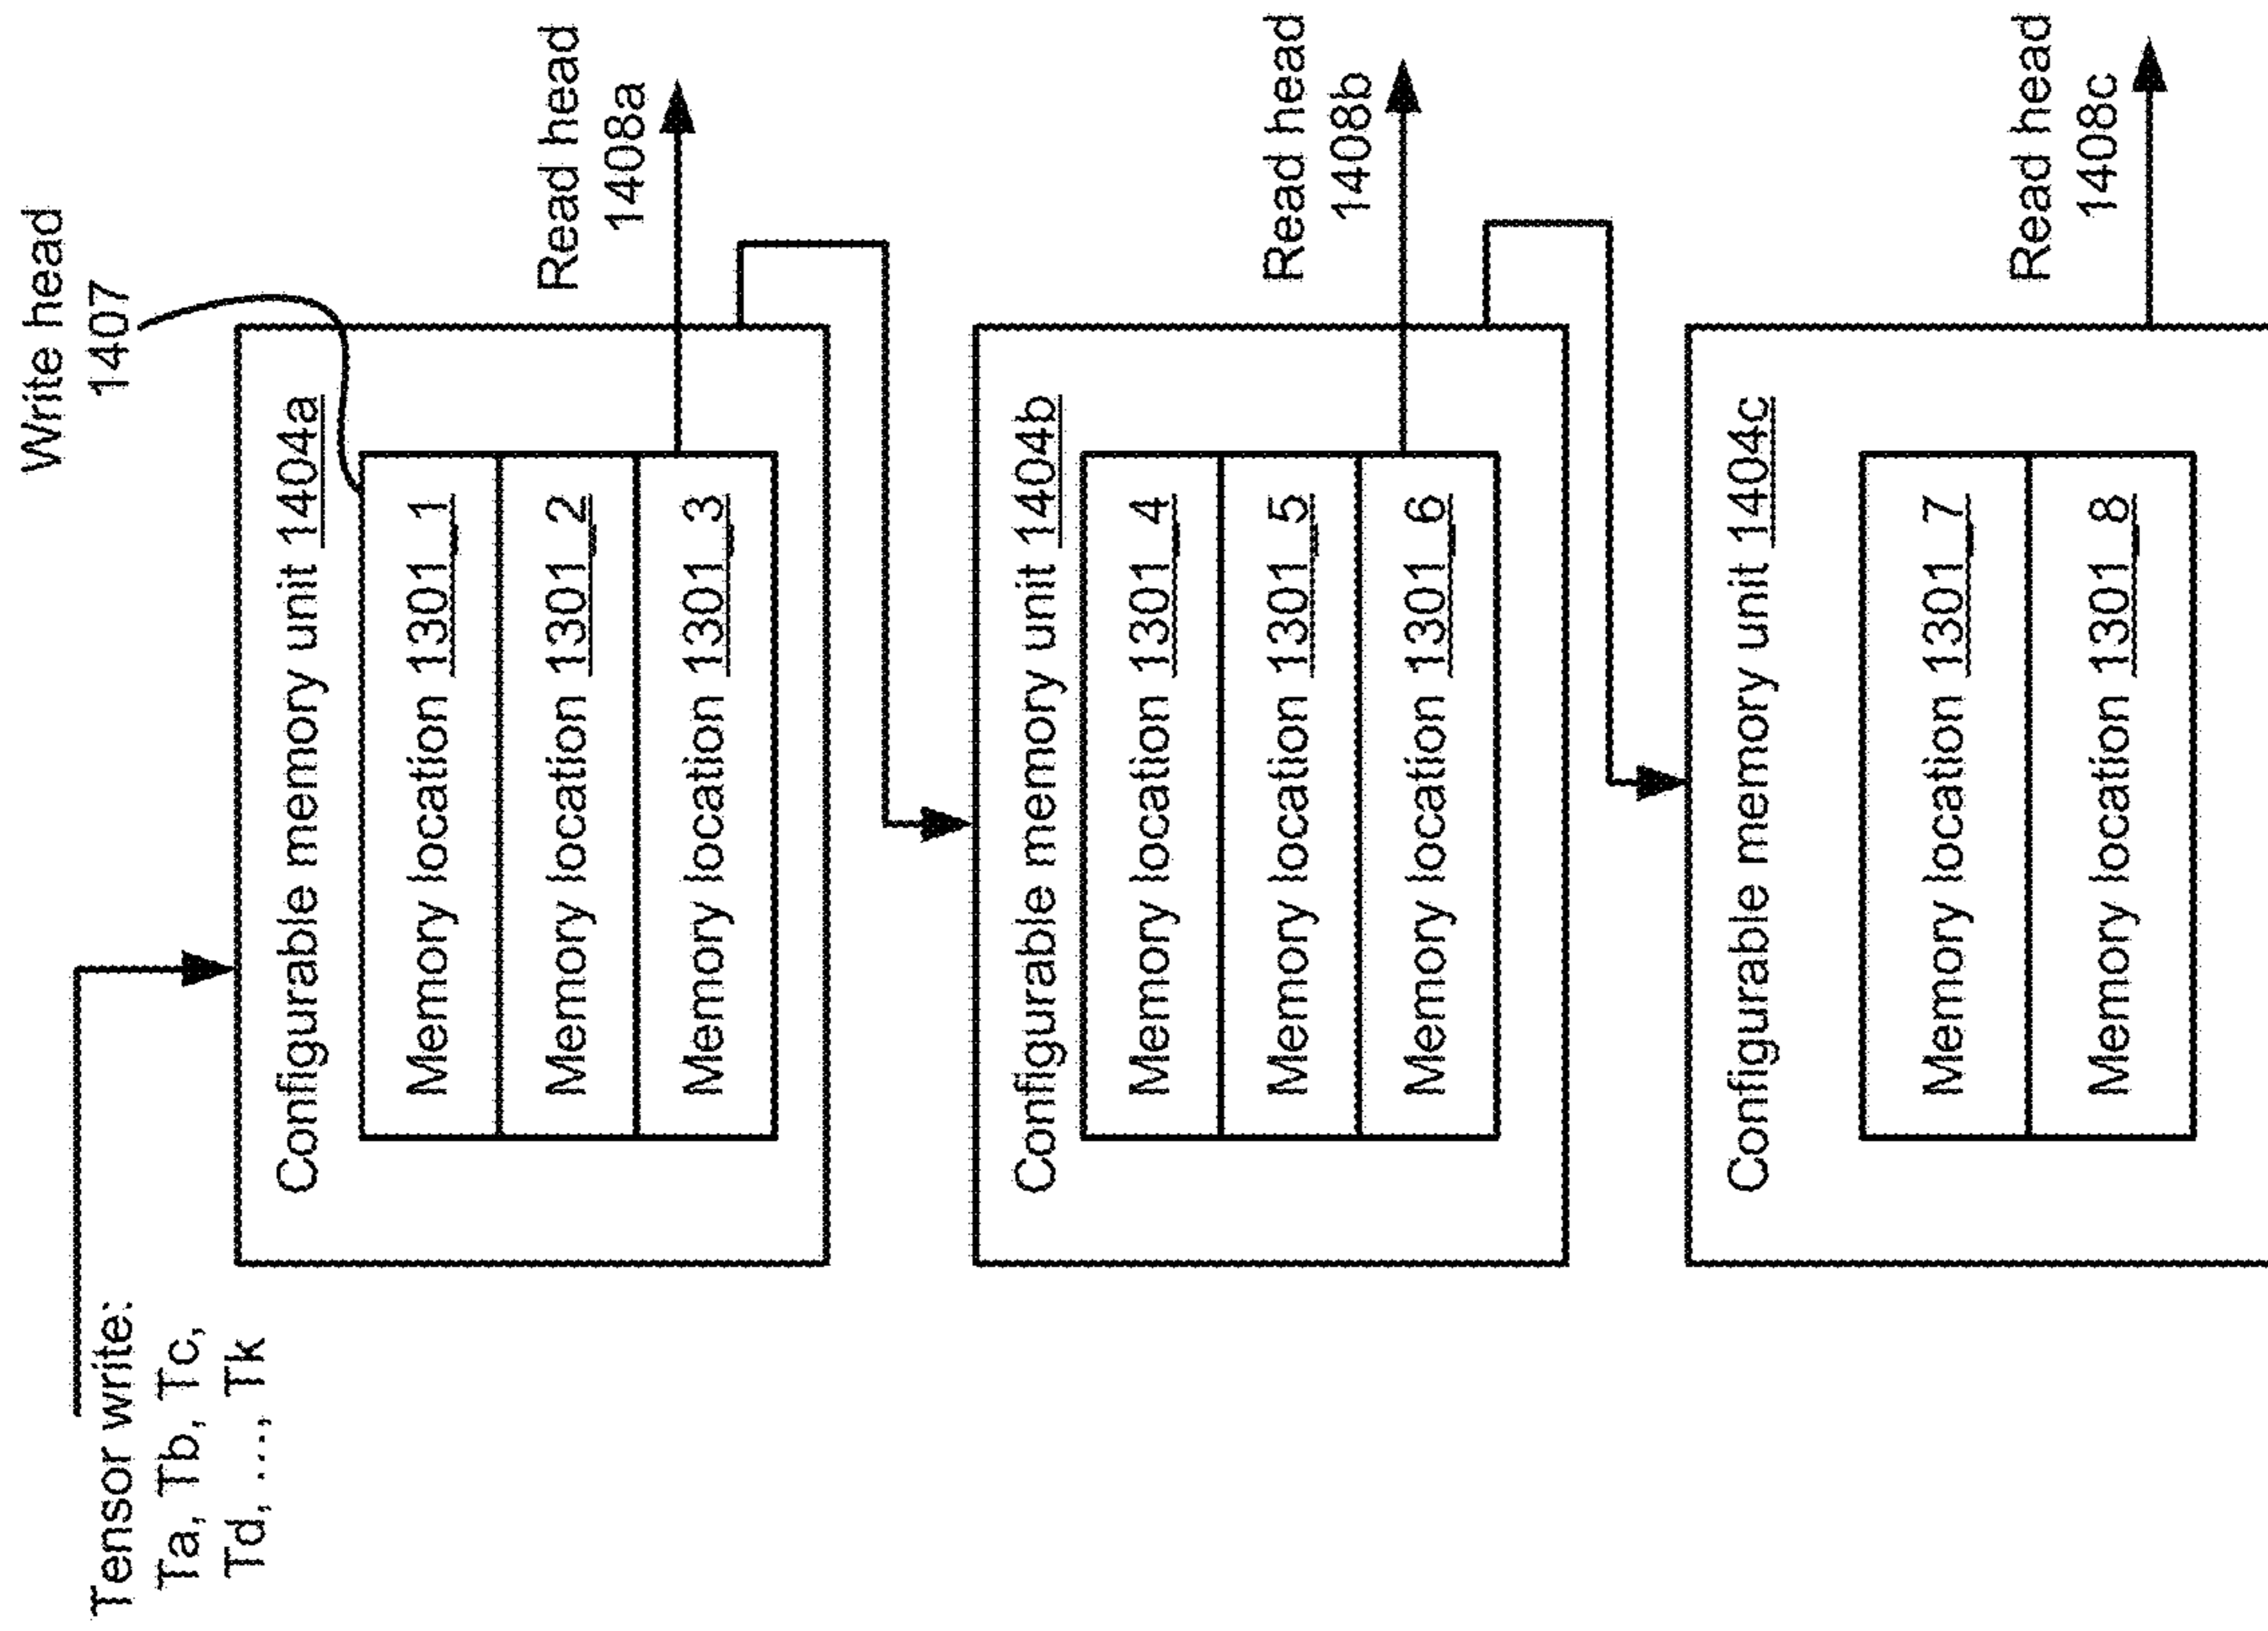 Write head
1407
Tensor write:
Ta, Tb, Tc,
Td, ..., Tk
Configurable memory unit 1404a
Memory location 1301_1
Memory location 1301_2
Memory location 1301_3
Read head
1408a
Configurable memory unit 1404b
Memory location 1301_4
Memory location 1301_5
Memory location 1301_6
Read head
1408b
Configurable memory unit 1404c
Memory location 1301_7
Memory location 1301_8
Read head
1408c